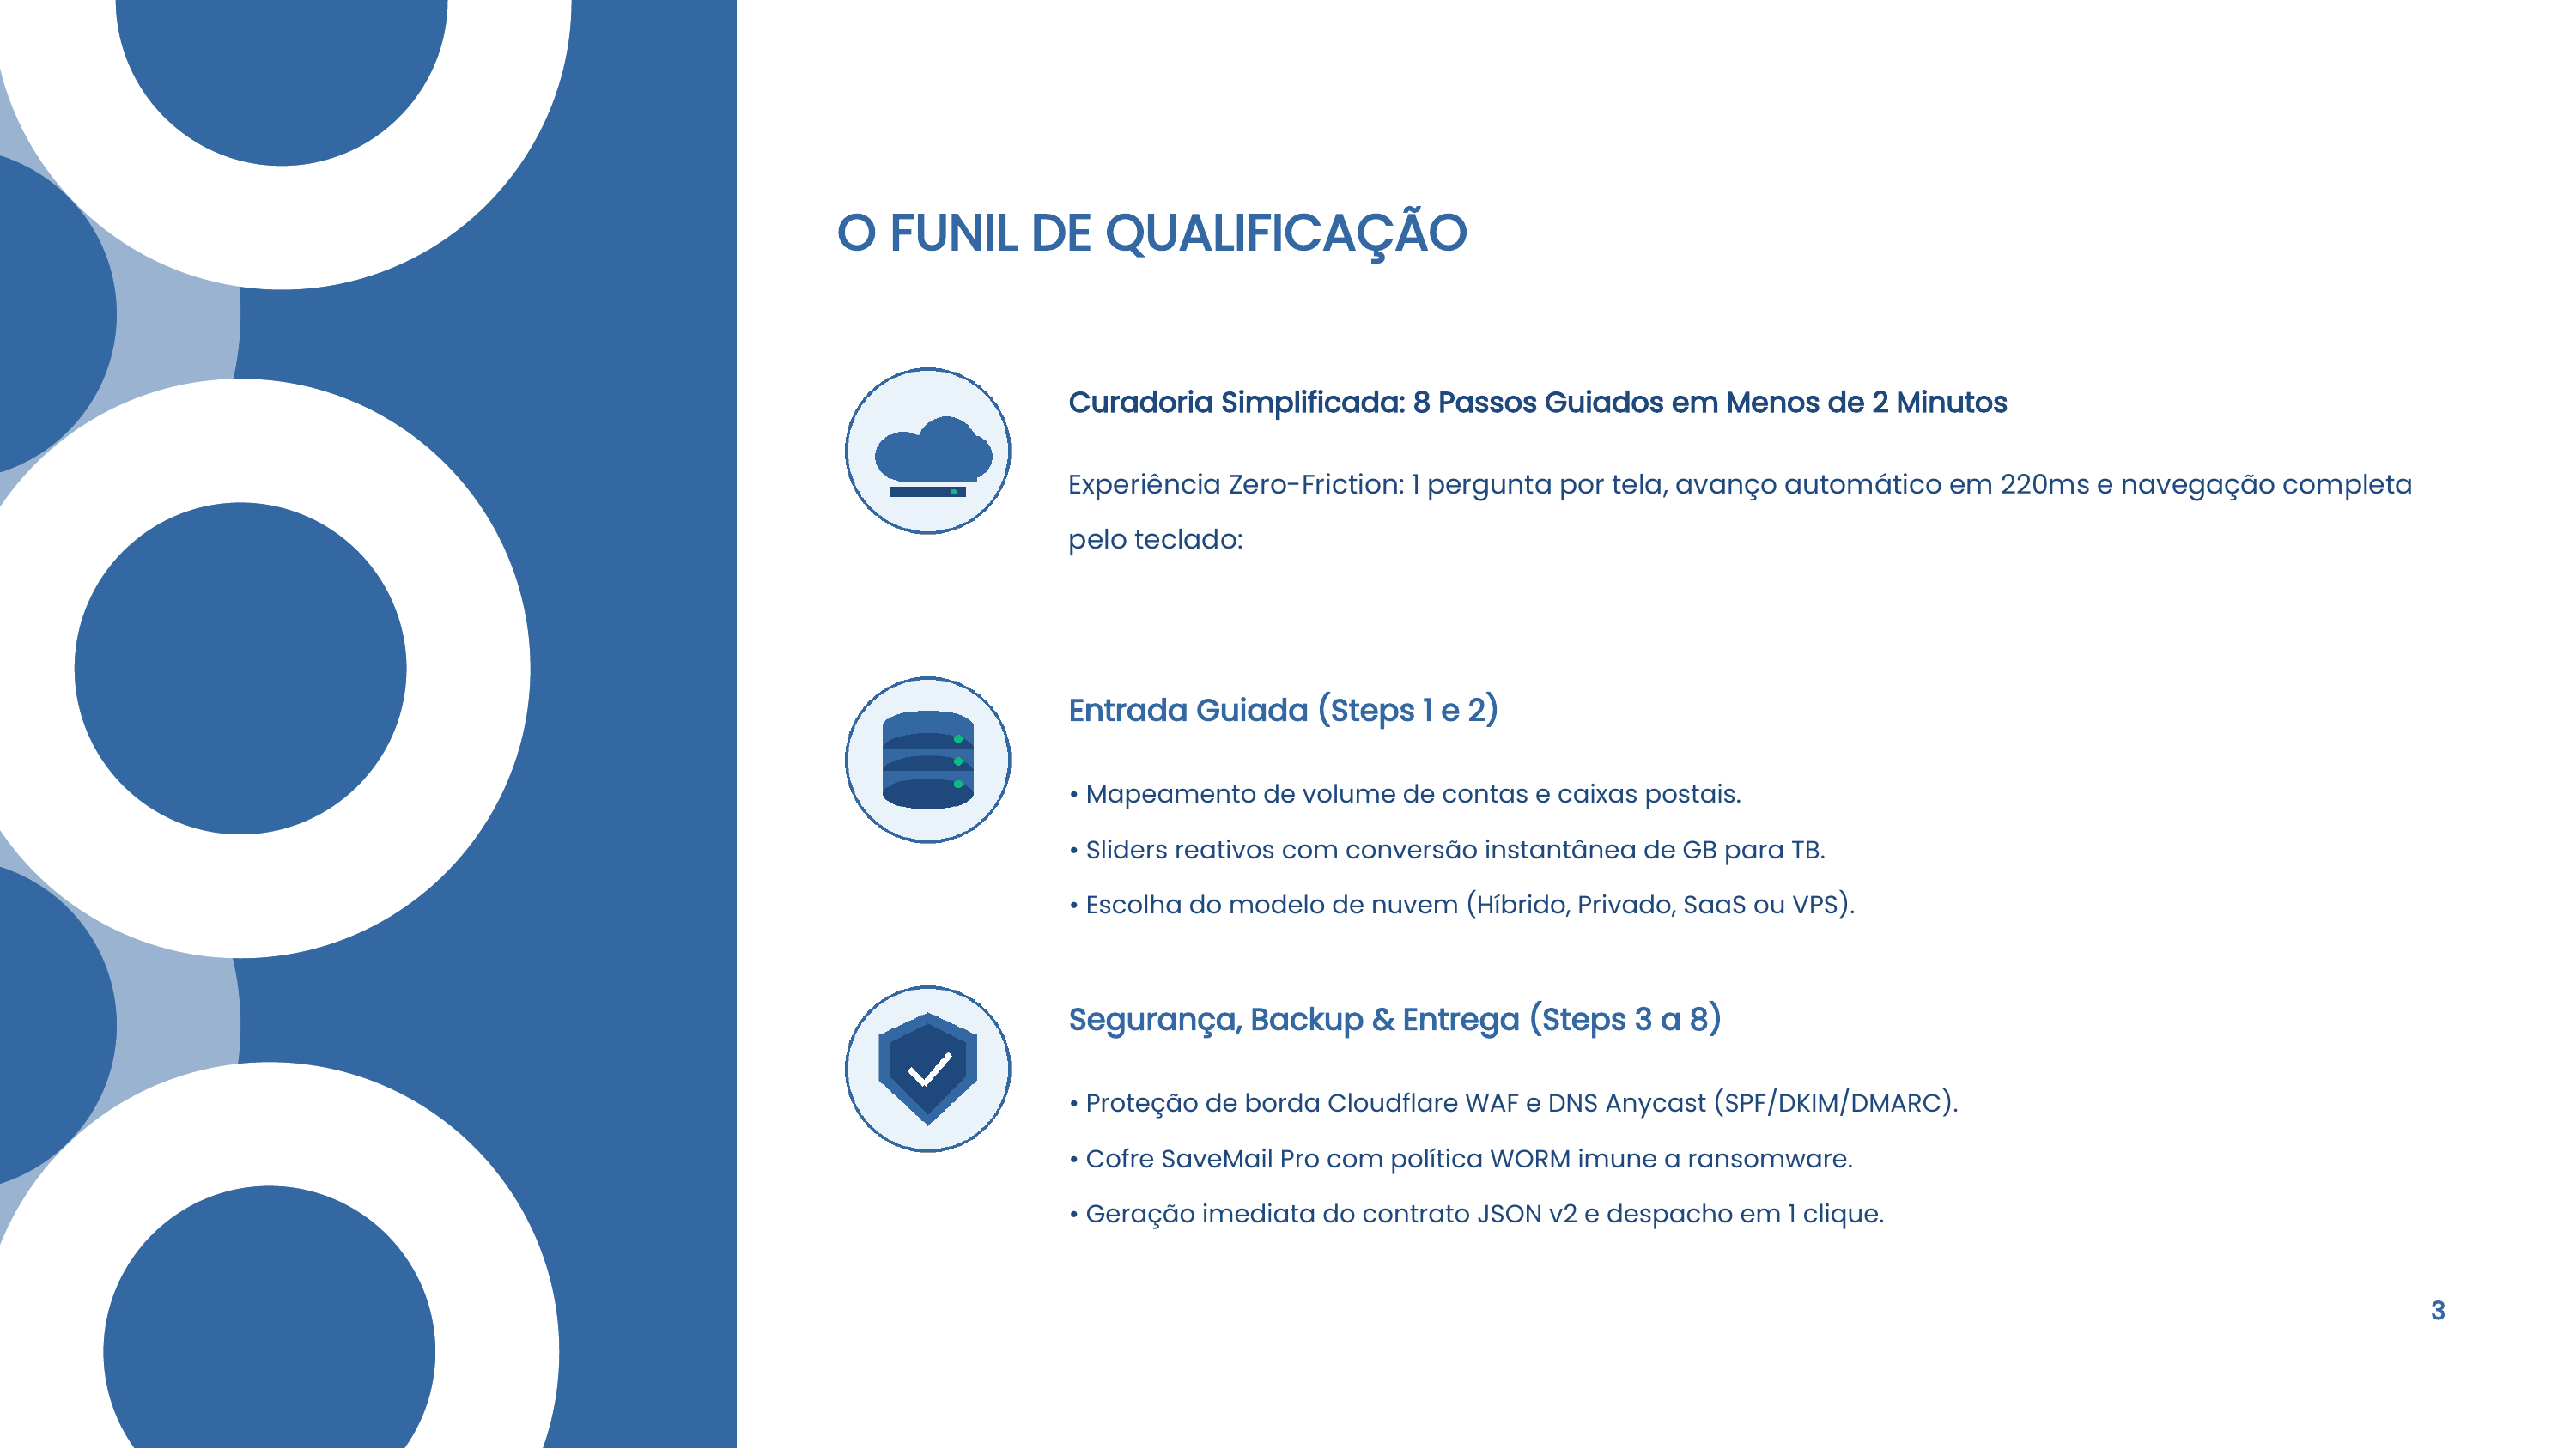 O FUNIL DE QUALIFICAÇÃO
Curadoria Simplificada: 8 Passos Guiados em Menos de 2 Minutos
Experiência Zero-Friction: 1 pergunta por tela, avanço automático em 220ms e navegação completa
pelo teclado:
Entrada Guiada (Steps 1 e 2)
• Mapeamento de volume de contas e caixas postais.
• Sliders reativos com conversão instantânea de GB para TB.
• Escolha do modelo de nuvem (Híbrido, Privado, SaaS ou VPS).
Segurança, Backup & Entrega (Steps 3 a 8)
• Proteção de borda Cloudflare WAF e DNS Anycast (SPF/DKIM/DMARC).
• Cofre SaveMail Pro com política WORM imune a ransomware.
• Geração imediata do contrato JSON v2 e despacho em 1 clique.
3